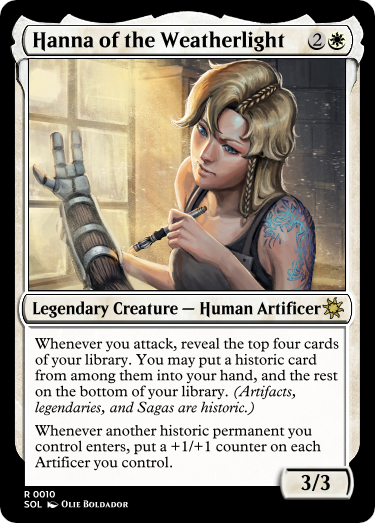 Hanna of the Weatherlight 2
Legendary Creature — Human Artificer
Whenever you attack, reveal the top four cards
of your library. You may put a historic card
from among them into your hand, and the rest
on the bottom of your library. (Artifacts,
legendaries, and Sagas are historic.)
Whenever another historic permanent you
control enters, put a +1/+1 counter on each
Artificer you control.
3/3
R 0010
SOL Olie Boldador